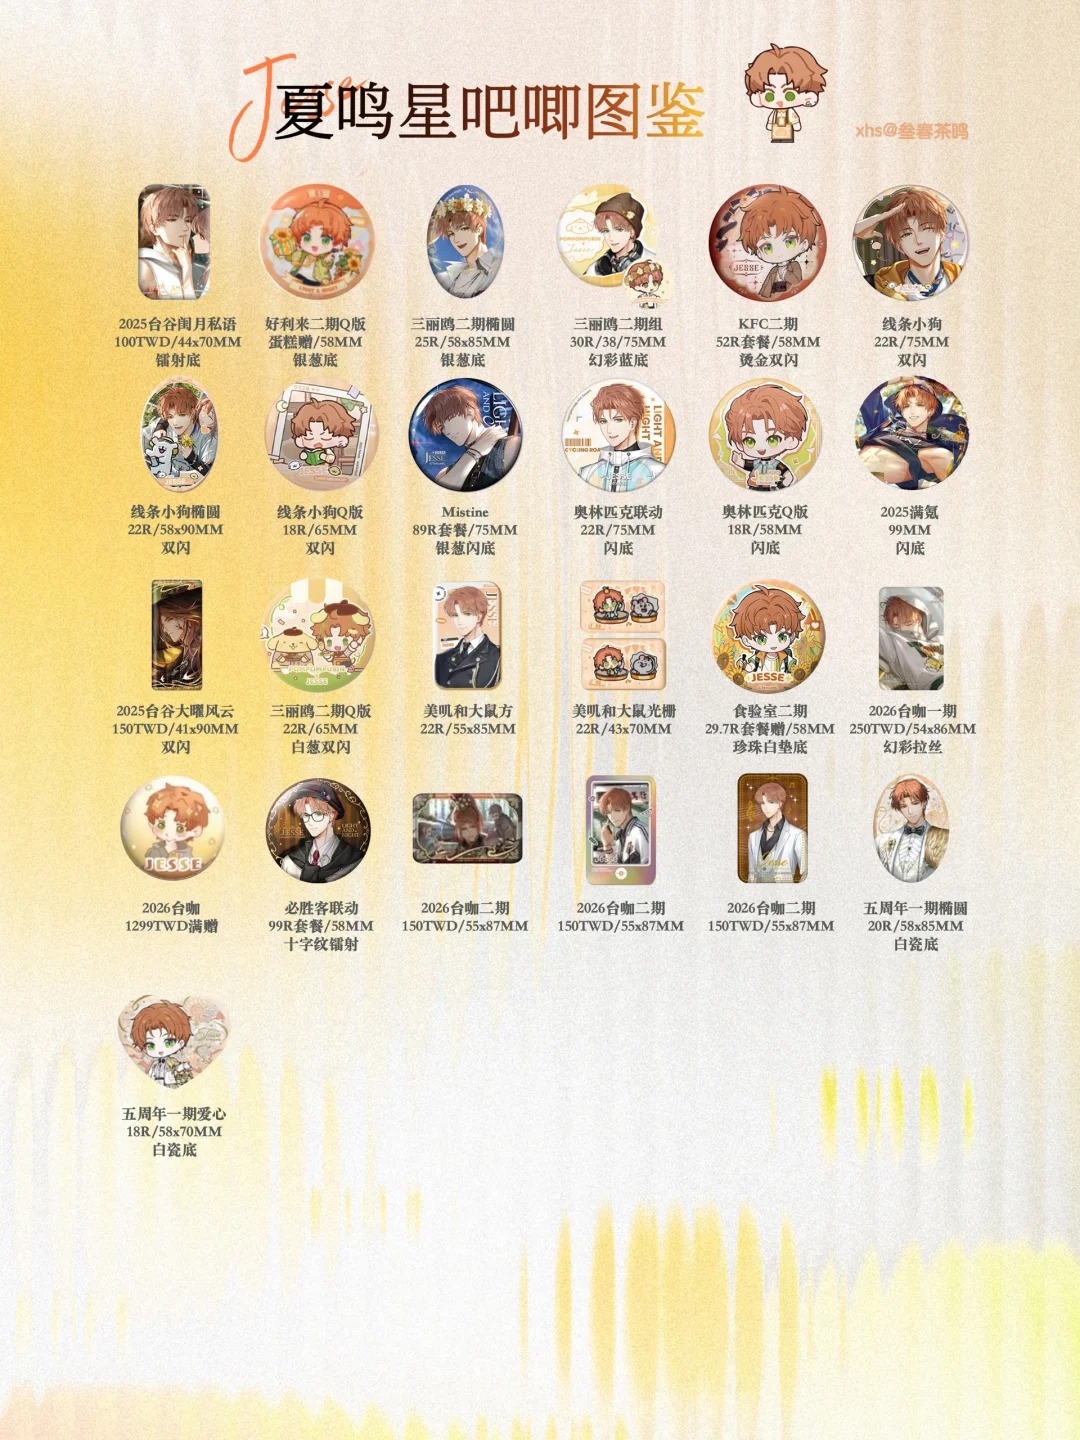 Jesse
夏鸣星吧唧图鉴
xhs@叁春茶鸣
2025台谷闺月私语
100TWD/44x70MM
镭射底
好利来二期Q版
蛋糕赠/58MM
银葱底
三丽鸥二期椭圆
25R/58x85MM
银葱底
三丽鸥二期组
30R/38/75MM
幻彩蓝底
KFC二期
52R套餐/58MM
烫金双闪
线条小狗
22R/75MM
双闪
线条小狗椭圆
22R/58x90MM
双闪
线条小狗Q版
18R/65MM
双闪
Mistine
89R套餐/75MM
银葱闪底
奥林匹克联动
22R/75MM
闪底
奥林匹克Q版
18R/58MM
闪底
2025满氪
99MM
闪底
2025台谷大曜风云
150TWD/41x90MM
双闪
三丽鸥二期Q版
22R/65MM
白葱双闪
美叽和大鼠方
22R/55x85MM
美叽和大鼠光栅
22R/43x70MM
食验室二期
29.7R套餐赠/58MM
珍珠白垫底
2026台咖一期
250TWD/54x86MM
幻彩拉丝
2026台咖
1299TWD满赠
必胜客联动
99R套餐/58MM
十字纹镭射
2026台咖二期
150TWD/55x87MM
2026台咖二期
150TWD/55x87MM
2026台咖二期
150TWD/55x87MM
五周年一期椭圆
20R/58x85MM
白瓷底
五周年一期爱心
18R/58x70MM
白瓷底